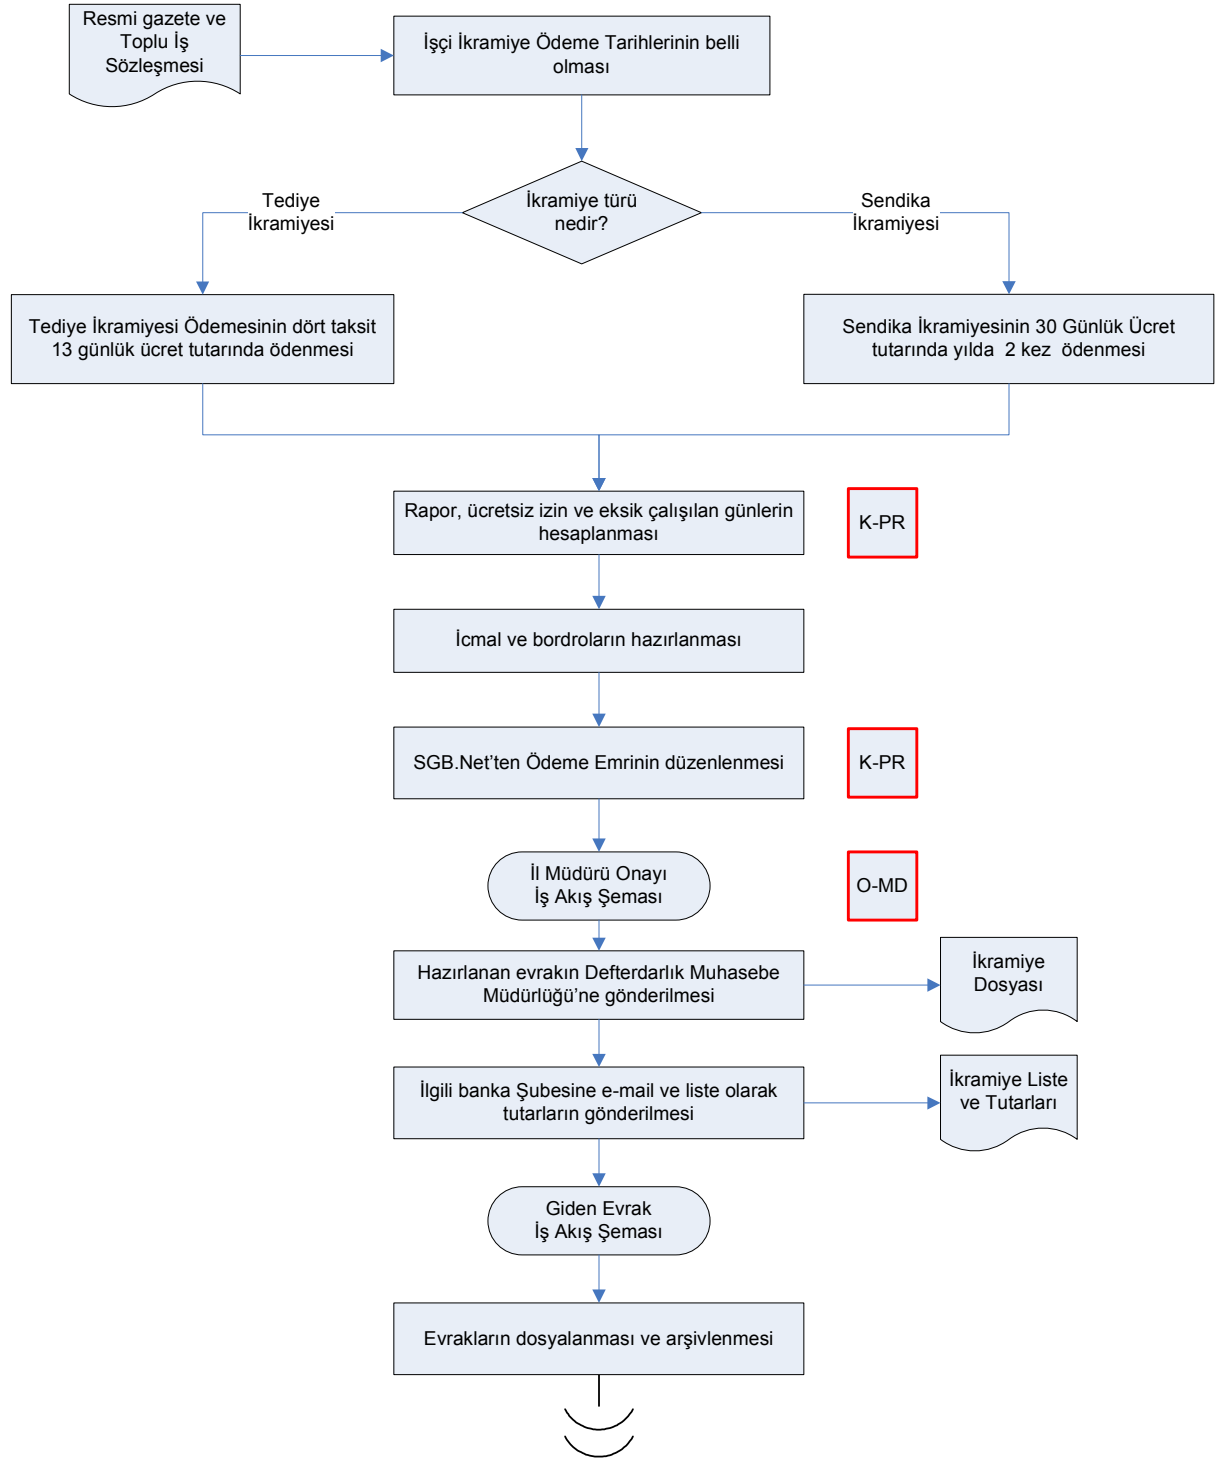 Resmi gazete ve
Toplu İş
Sözleşmesi
İşçi İkramiye Ödeme Tarihlerinin belli
olması
İkramiye türü
nedir?
Tediye
İkramiyesi
Sendika
İkramiyesi
Tediye İkramiyesi Ödemesinin dört taksit
13 günlük ücret tutarında ödenmesi
Sendika İkramiyesinin 30 Günlük Ücret
tutarında yılda 2 kez ödenmesi
Rapor, ücretsiz izin ve eksik çalışılan günlerin
hesaplanması
K-PR
İcmal ve bordroların hazırlanması
SGB.Net’ten Ödeme Emrinin düzenlenmesi
K-PR
İl Müdürü Onayı
İş Akış Şeması
O-MD
Hazırlanan evrakın Defterdarlık Muhasebe
Müdürlüğü’ne gönderilmesi
İkramiye
Dosyası
İlgili banka Şubesine e-mail ve liste olarak
tutarların gönderilmesi
İkramiye Liste
ve Tutarları
Giden Evrak
İş Akış Şeması
Evrakların dosyalanması ve arşivlenmesi